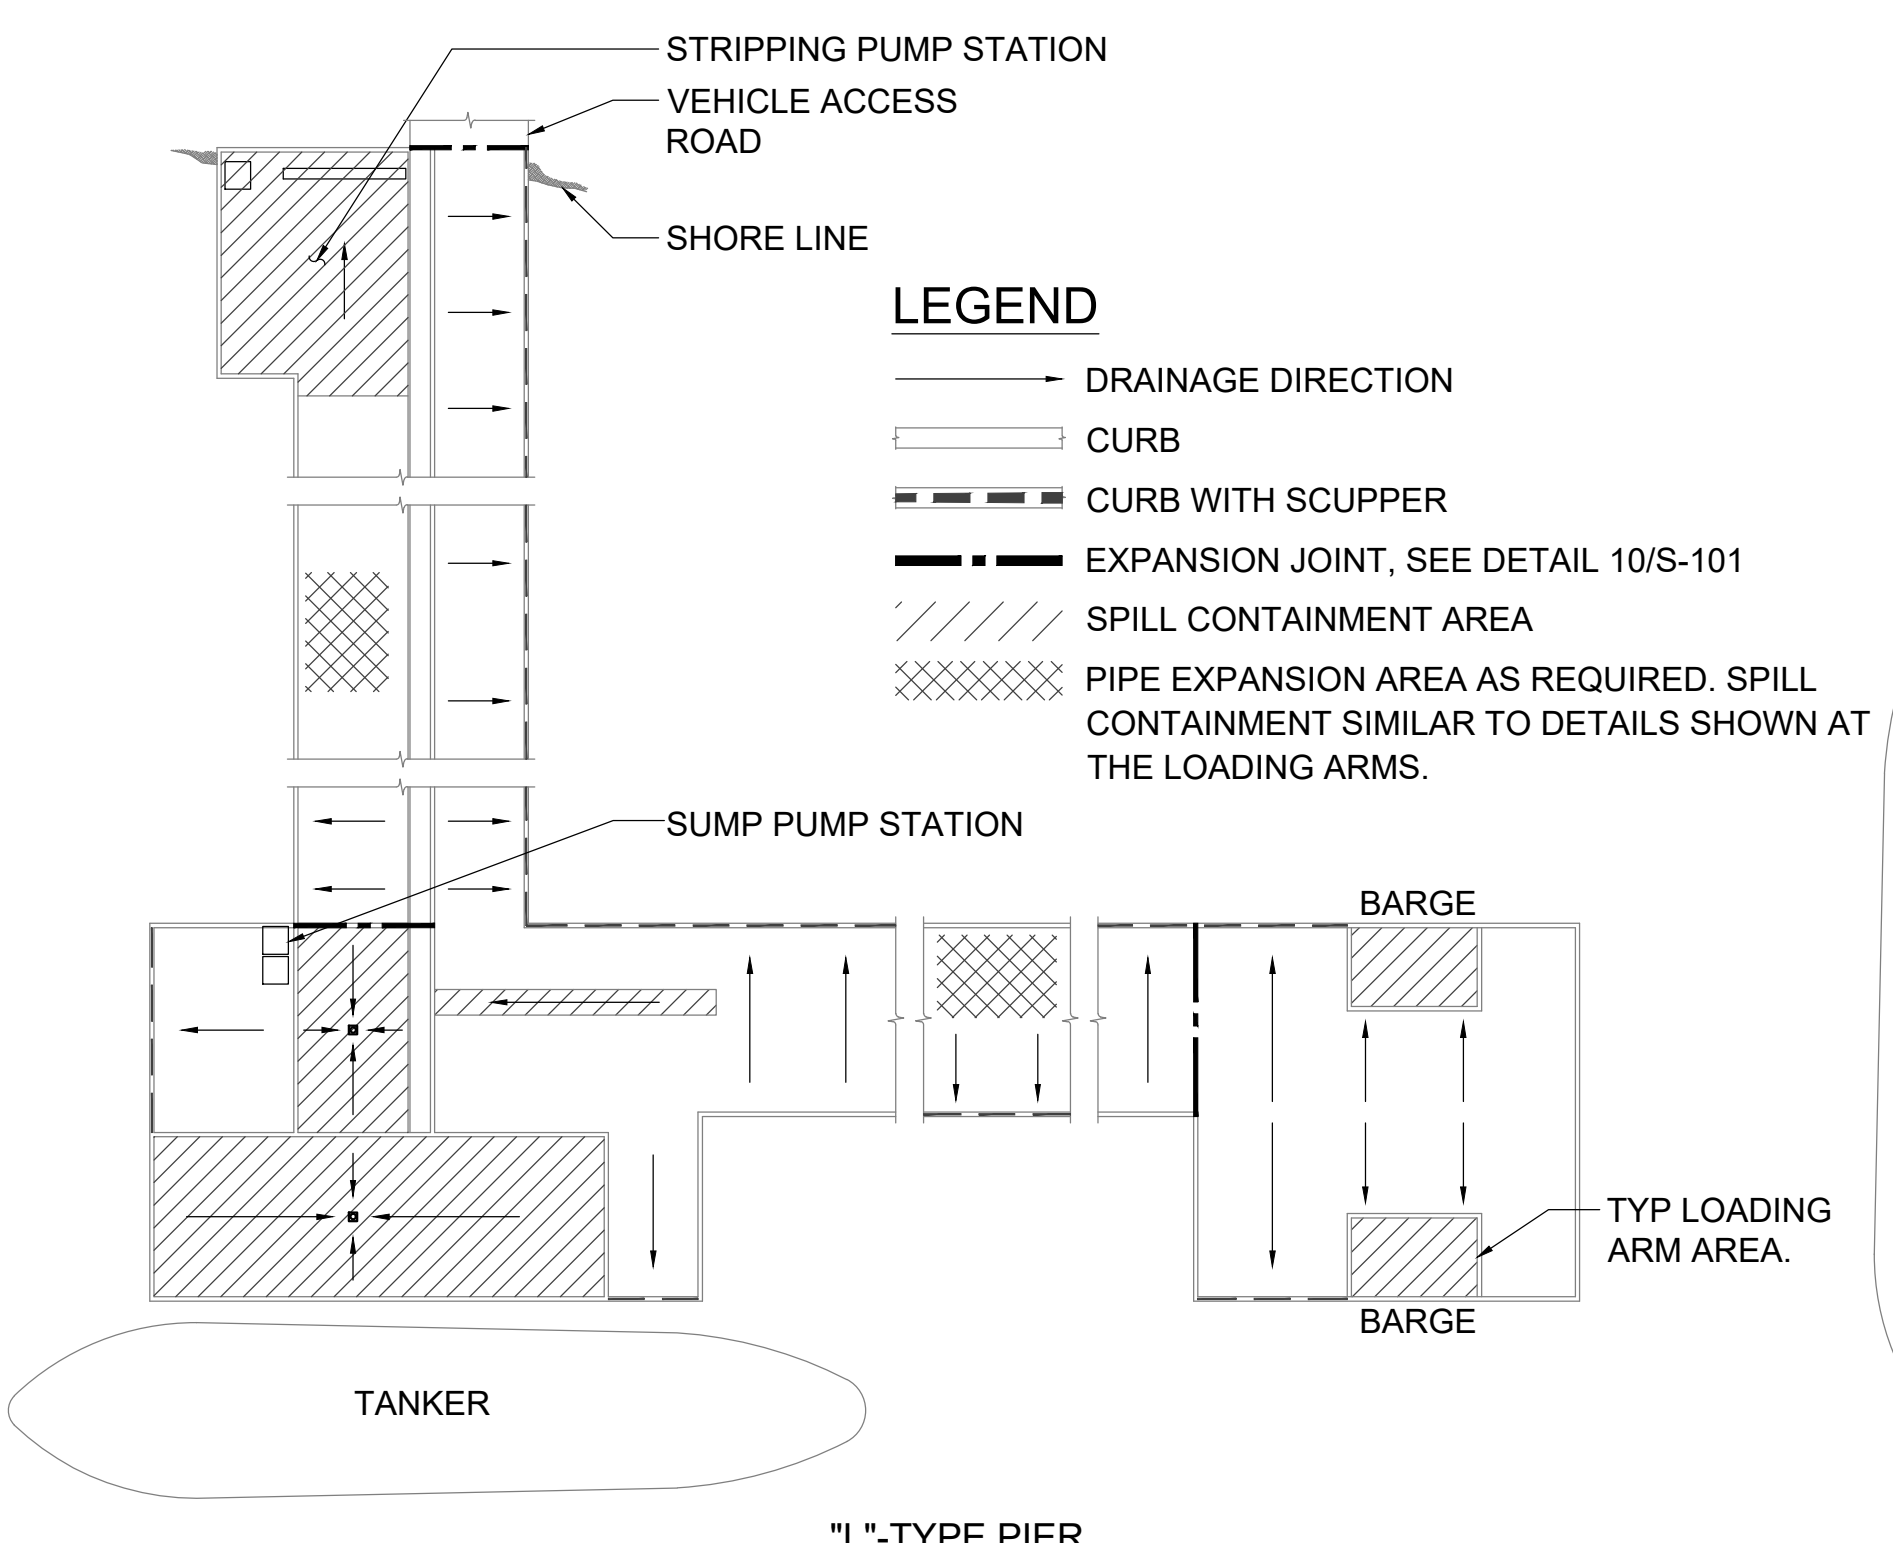 STRIPPING PUMP STATION
VEHICLE ACCESS
ROAD
SHORE LINE
LEGEND
DRAINAGE DIRECTION
CURB
CURB WITH SCUPPER
EXPANSION JOINT, SEE DETAIL 10/S-101
SPILL CONTAINMENT AREA
PIPE EXPANSION AREA AS REQUIRED. SPILL
CONTAINMENT SIMILAR TO DETAILS SHOWN AT
THE LOADING ARMS.
SUMP PUMP STATION
BARGE
TYP LOADING
ARM AREA.
BARGE
TANKER
"L"-TYPE PIER